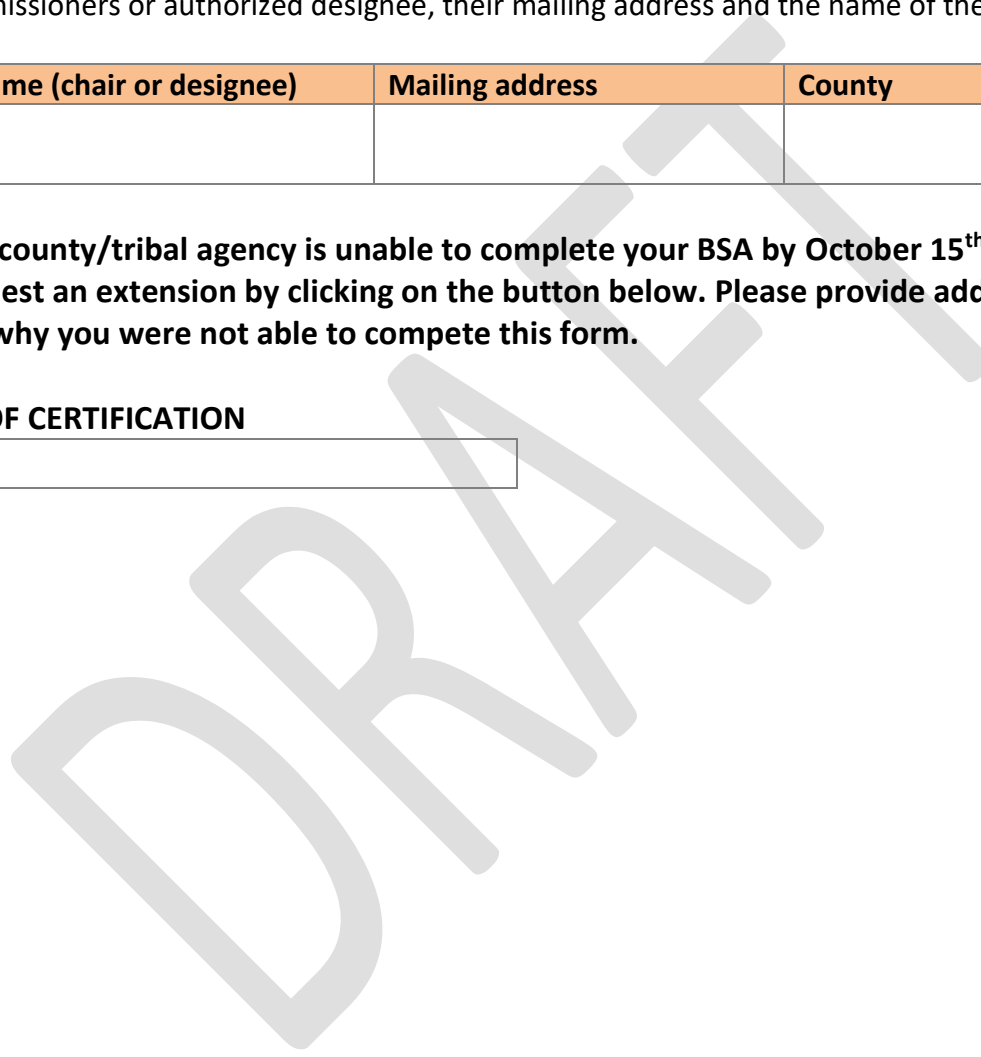 missioners or authorized designee, their mailing address and the name of the
me (chair or designee) Mailing address County
county/tribal agency is unable to complete your BSA by October 15th
est an extension by clicking on the button below. Please provide add
why you were not able to compete this form.
OF CERTIFICATION
DRAFT